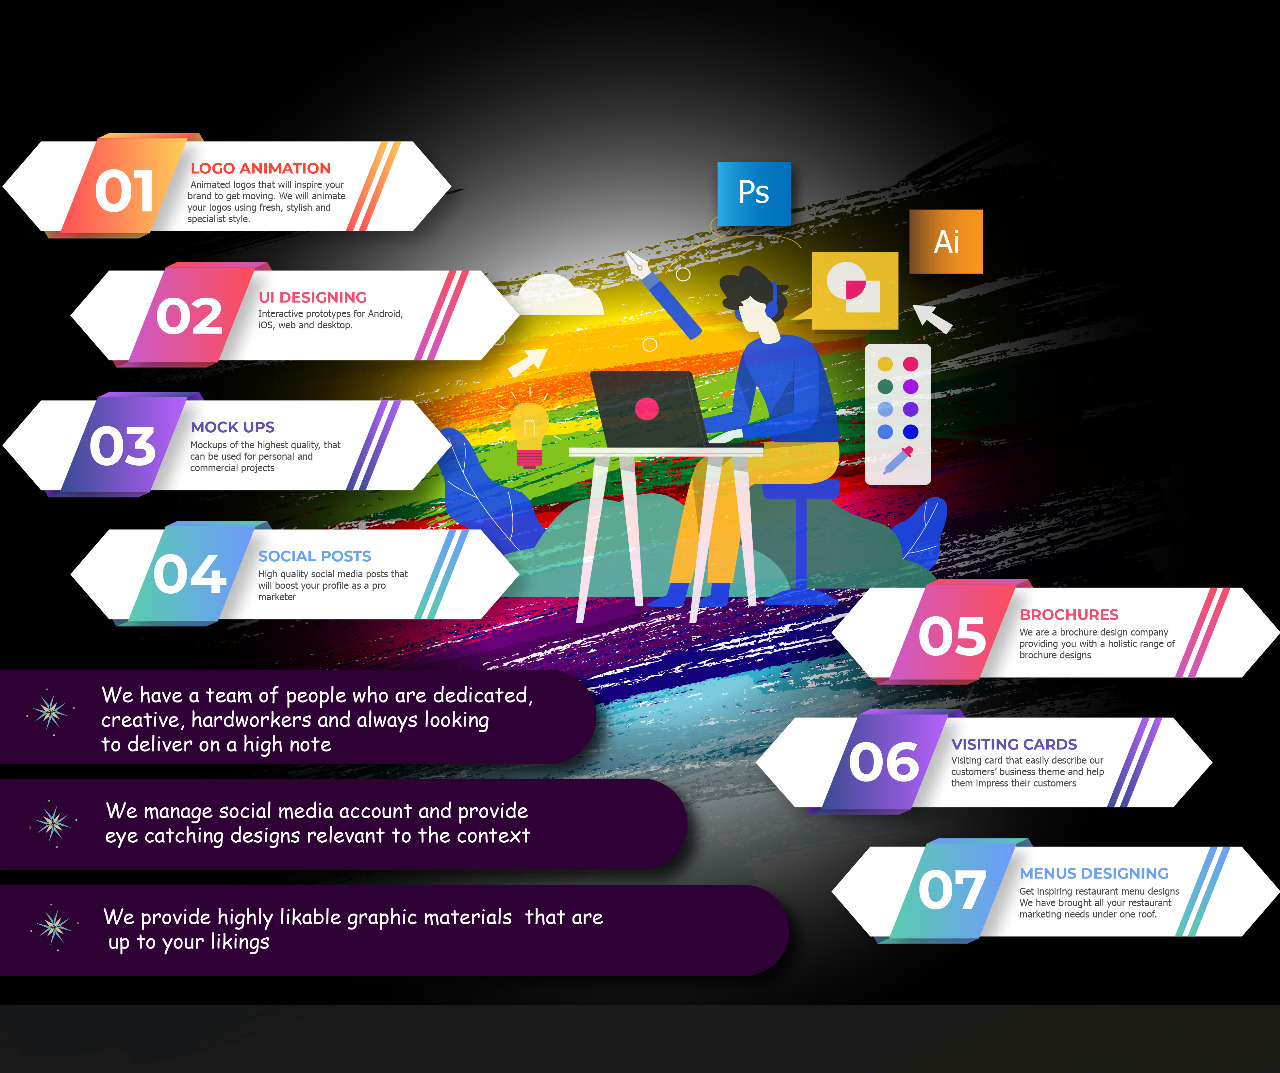 01
LOGO ANIMATION
Animated logos that will inspire your
brand to get moving. We will animate
your logos using fresh, stylish and
specialist style.
Ps
Ai
02
UI DESIGNING
Interactive prototypes for Android,
iOS, web and desktop.
03
MOCK UPS
Mockups of the highest quality, that
can be used for personal and
commercial projects
04
SOCIAL POSTS
High quality social media posts that
will boost your profile as a pro
marketer
05
BROCHURES
We are a brochure design company
providing you with a holistic range of
brochure designs
06
VISITING CARDS
Visiting card that easily describe our
customers' business theme and help
them impress their customers
07
MENUS DESIGNING
Get inspiring restaurant menu designs
We have brought all your restaurant
marketing needs under one roof.
We have a team of people who are dedicated,
creative, hardworkers and always looking
to deliver on a high note
We manage social media account and provide
eye catching designs relevant to the context
We provide highly likable graphic materials that are
up to your likings